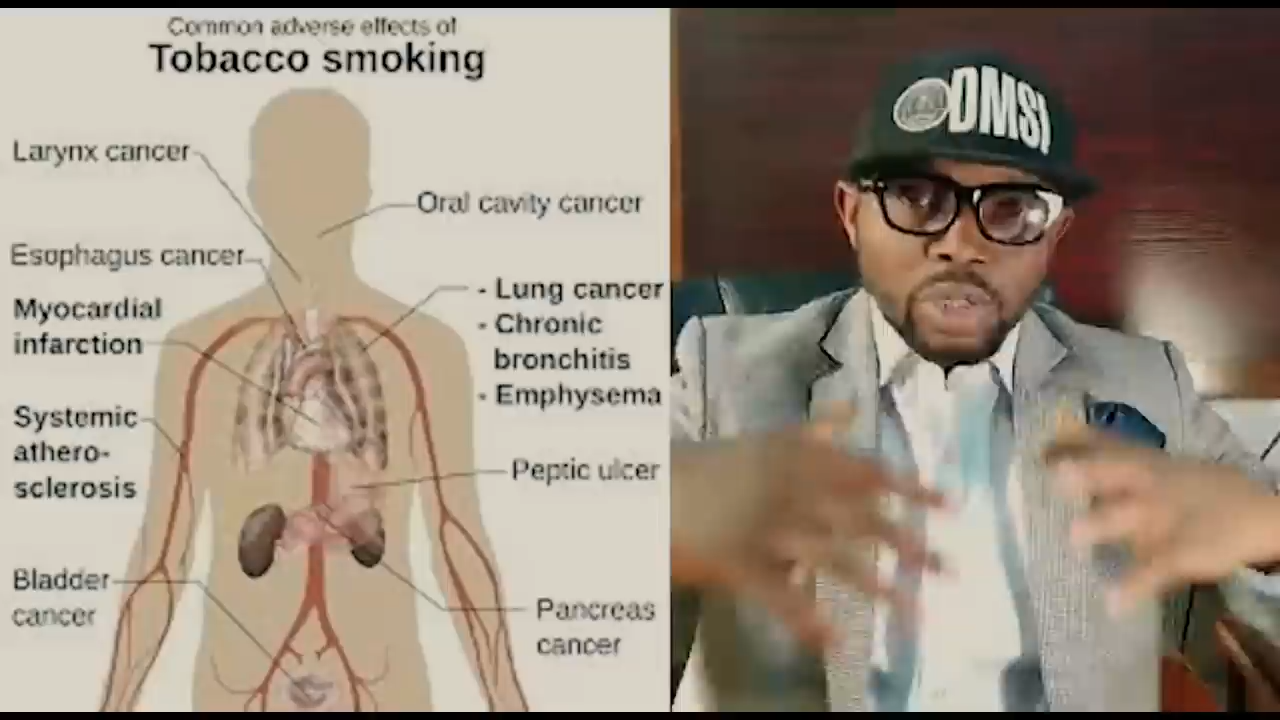 Common adverse effects of
Tobacco smoking
Larynx cancer
Oral cavity cancer
Esophagus cancer
Myocardial
infarction
- Lung cancer
- Chronic
bronchitis
- Emphysema
Systemic
athero-
sclerosis
Peptic ulcer
Bladder
cancer
Pancreas
cancer
DMSI